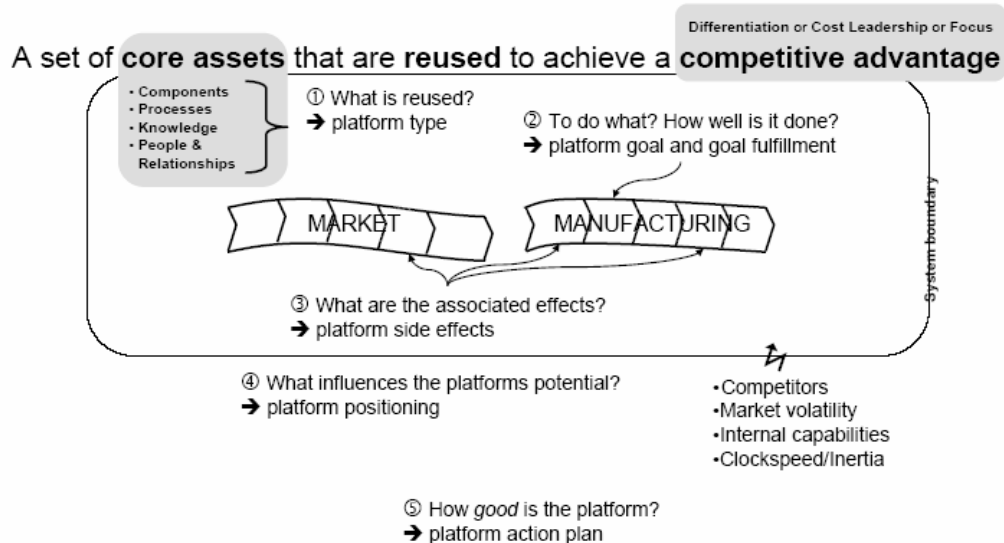 Differentiation or Cost Leadership or Focus
A set of core assets that are reused to achieve a competitive advantage
• Components
• Processes
• Knowledge
• People &
Relationships
① What is reused?
➔ platform type
② To do what? How well is it done?
➔ platform goal and goal fulfillment
MARKET
MANUFACTURING
System boundary
③ What are the associated effects?
➔ platform side effects
④ What influences the platforms potential?
➔ platform positioning
•Competitors
•Market volatility
•Internal capabilities
•Clockspeed/Inertia
⑤ How good is the platform?
➔ platform action plan